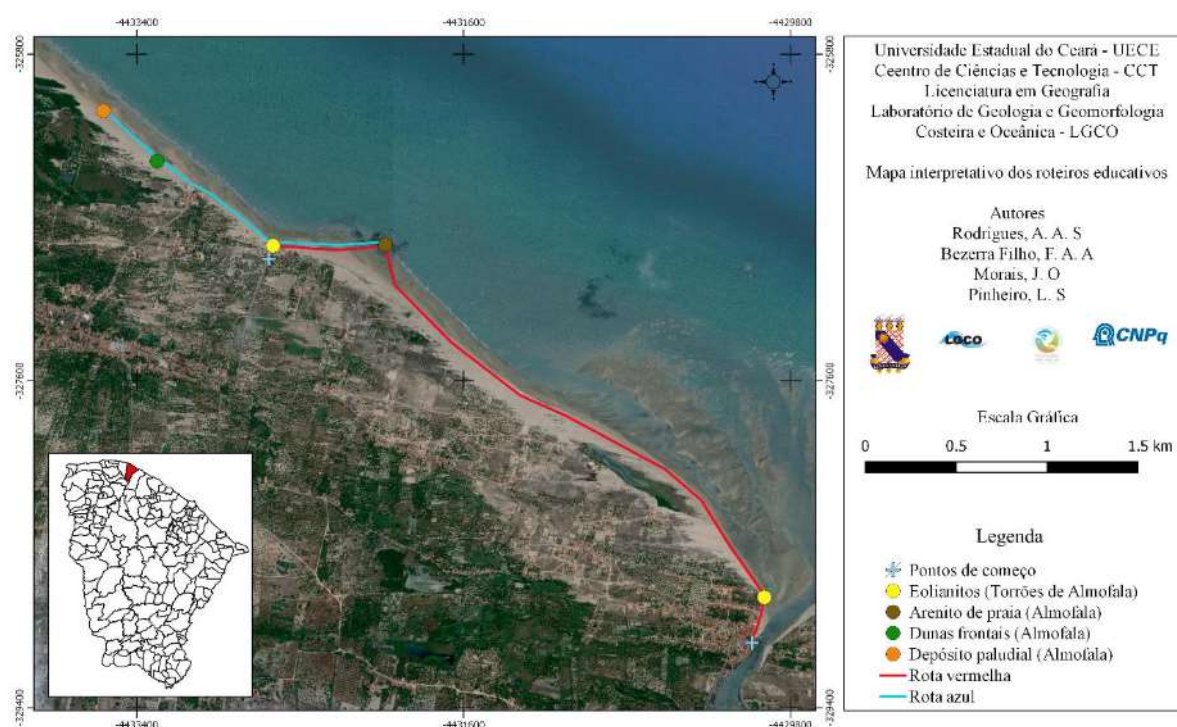 -4433400
-4431600
-4429800
-325800
-325800
-327600
-327600
-329400
-329400
-4433400
-4431600
-4429800
Universidade Estadual do Ceará - UECE
Ceentro de Ciências e Tecnologia - CCT
Licenciatura em Geografia
Laboratório de Geologia e Geomorfologia
Costeira e Oceânica - LGCO
Mapa interpretativo dos roteiros educativos
Autores
Rodrigues, A. A. S
Bezerra Filho, F. A. A
Morais, J. O
Pinheiro, L. S
LGCO
CNPq
Escala Gráfica
0 0.5 1 1.5 km
Legenda
Pontos de começo
Eolianitos (Torrões de Almofala)
Arenito de praia (Almofala)
Dunas frontais (Almofala)
Depósito paludial (Almofala)
Rota vermelha
Rota azul